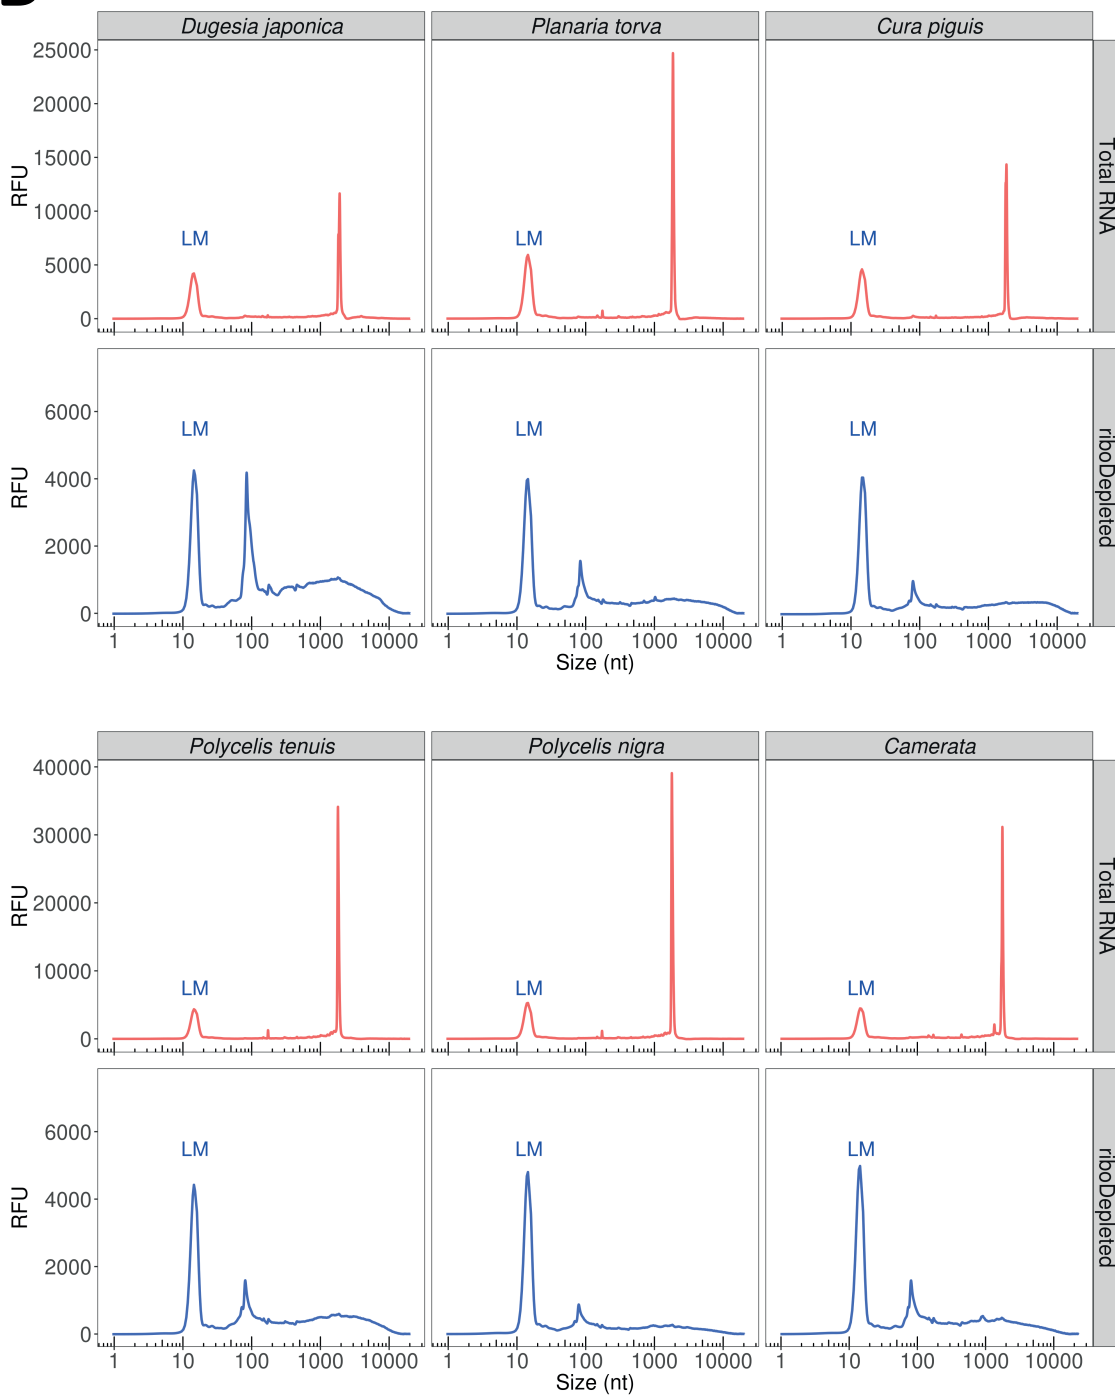 Dugesia japonica
Planaria torva
Cura piguis
25000
20000
15000
10000
5000
0
RFU
LM
LM
LM
Total RNA
6000
4000
2000
0
RFU
LM
LM
LM
riboDepleted
1 10 100 1000 10000
1 10 100 1000 10000
1 10 100 1000 10000
Size (nt)
Polycelis tenuis
Polycelis nigra
Camerata
40000
30000
20000
10000
0
RFU
LM
LM
LM
Total RNA
6000
4000
2000
0
RFU
LM
LM
LM
riboDepleted
1 10 100 1000 10000
1 10 100 1000 10000
1 10 100 1000 10000
Size (nt)